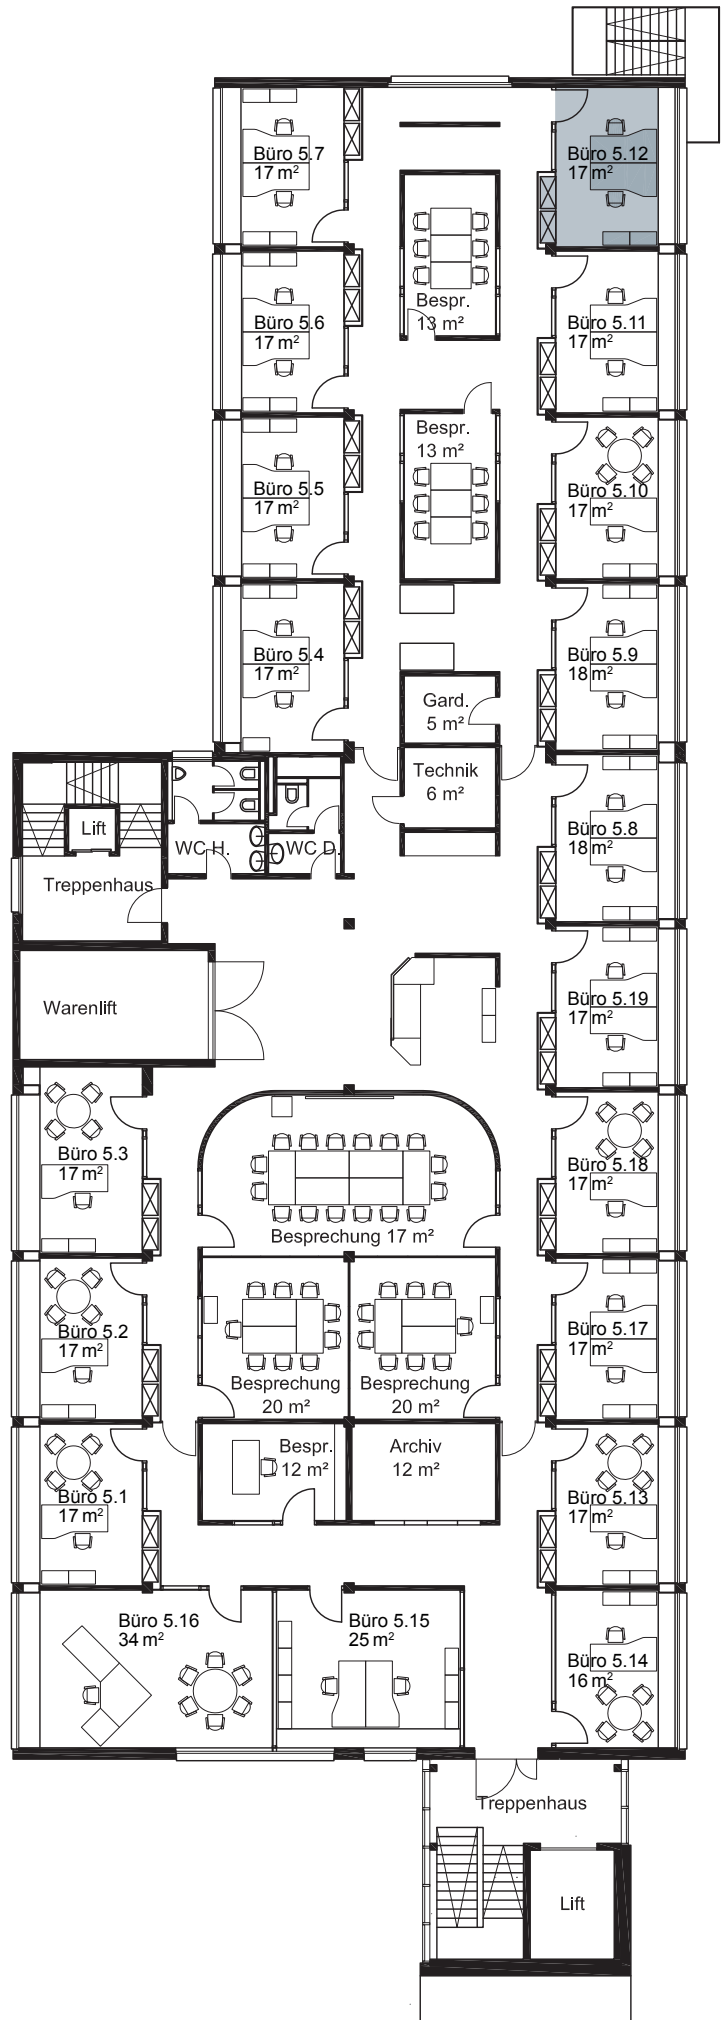 Büro 5.7
17 m²
Büro 5.12
17 m²
Bespr.
13 m²
Büro 5.6
17 m²
Büro 5.11
17 m²
Bespr.
13 m²
Büro 5.5
17 m²
Büro 5.10
17 m²
Büro 5.4
17 m²
Büro 5.9
18 m²
Gard.
5 m²
Technik
6 m²
Lift
WC H.
WC D.
Büro 5.8
18 m²
Treppenhaus
Warenlift
Büro 5.19
17 m²
Büro 5.3
17 m²
Büro 5.18
17 m²
Besprechung 17 m²
Büro 5.2
17 m²
Büro 5.17
17 m²
Besprechung
20 m²
Besprechung
20 m²
Bespr.
12 m²
Archiv
12 m²
Büro 5.1
17 m²
Büro 5.13
17 m²
Büro 5.16
34 m²
Büro 5.15
25 m²
Büro 5.14
16 m²
Treppenhaus
Lift